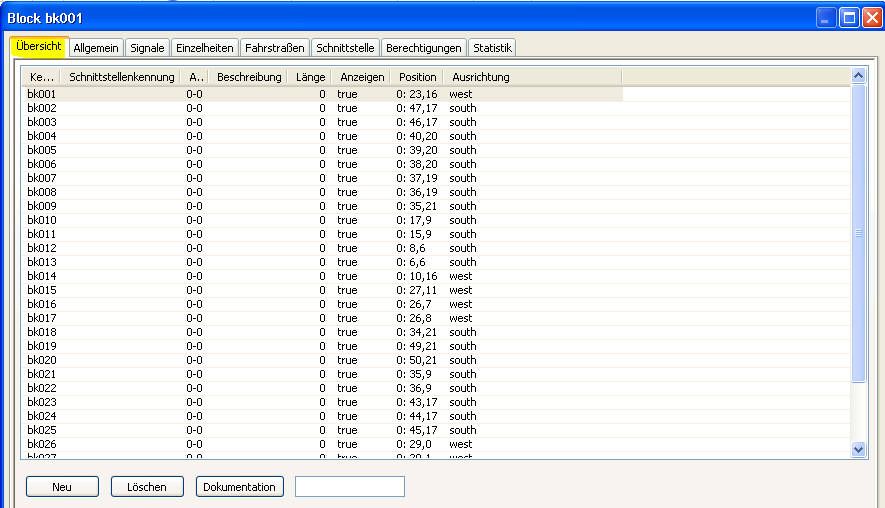 Block bk001
Übersicht Allgemein Signale Einzelheiten Fahrstraßen Schnittstelle Berechtigungen Statistik
Ke... Schnittstellenkennung A.. Beschreibung Länge Anzeigen Position Ausrichtung
bk001 0-0 0 true 0: 23,16 west
bk002 0-0 0 true 0: 47,17 south
bk003 0-0 0 true 0: 46,17 south
bk004 0-0 0 true 0: 40,20 south
bk005 0-0 0 true 0: 39,20 south
bk006 0-0 0 true 0: 38,20 south
bk007 0-0 0 true 0: 37,19 south
bk008 0-0 0 true 0: 36,19 south
bk009 0-0 0 true 0: 35,21 south
bk010 0-0 0 true 0: 17,9 south
bk011 0-0 0 true 0: 15,9 south
bk012 0-0 0 true 0: 8,6 south
bk013 0-0 0 true 0: 6,6 south
bk014 0-0 0 true 0: 10,16 west
bk015 0-0 0 true 0: 27,11 west
bk016 0-0 0 true 0: 26,7 west
bk017 0-0 0 true 0: 26,8 west
bk018 0-0 0 true 0: 34,21 south
bk019 0-0 0 true 0: 49,21 south
bk020 0-0 0 true 0: 50,21 south
bk021 0-0 0 true 0: 35,9 south
bk022 0-0 0 true 0: 36,9 south
bk023 0-0 0 true 0: 43,17 south
bk024 0-0 0 true 0: 44,17 south
bk025 0-0 0 true 0: 45,17 south
bk026 0-0 0 true 0: 29,0 west
bk027 0-0 0 true west
Neu Löschen Dokumentation